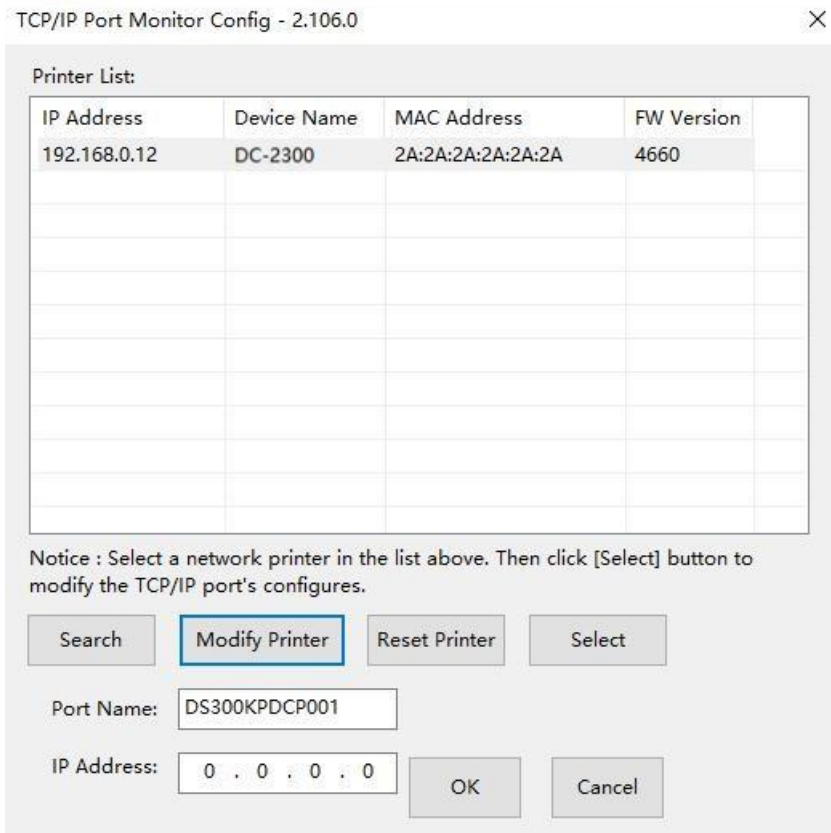 TCP/IP Port Monitor Config - 2.106.0
Printer List:
IP Address Device Name MAC Address FW Version
192.168.0.12 DC-2300 2A:2A:2A:2A:2A:2A 4660
Notice : Select a network printer in the list above. Then click [Select] button to
modify the TCP/IP port's configures.
Search Modify Printer Reset Printer Select
Port Name: DS300KPDCP001
IP Address: 0 . 0 . 0 . 0
OK Cancel